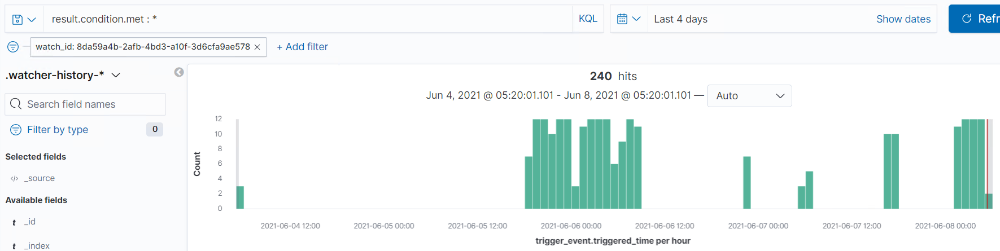 result.condition.met : *
KQL
Last 4 days
Show dates
Refr
watch_id: 8da59a4b-2afb-4bd3-a10f-3d6cfa9ae578 ×
+ Add filter
.watcher-history-*
Search field names
Filter by type
0
Selected fields
</> _source
Available fields
t _id
t _index
240 hits
Jun 4, 2021 @ 05:20:01.101 - Jun 8, 2021 @ 05:20:01.101 —
Auto
Count
12
10
8
6
4
2
0
2021-06-04 12:00
2021-06-05 00:00
2021-06-05 12:00
2021-06-06 00:00
2021-06-06 12:00
2021-06-07 00:00
2021-06-07 12:00
2021-06-08 00:00
trigger_event.triggered_time per hour